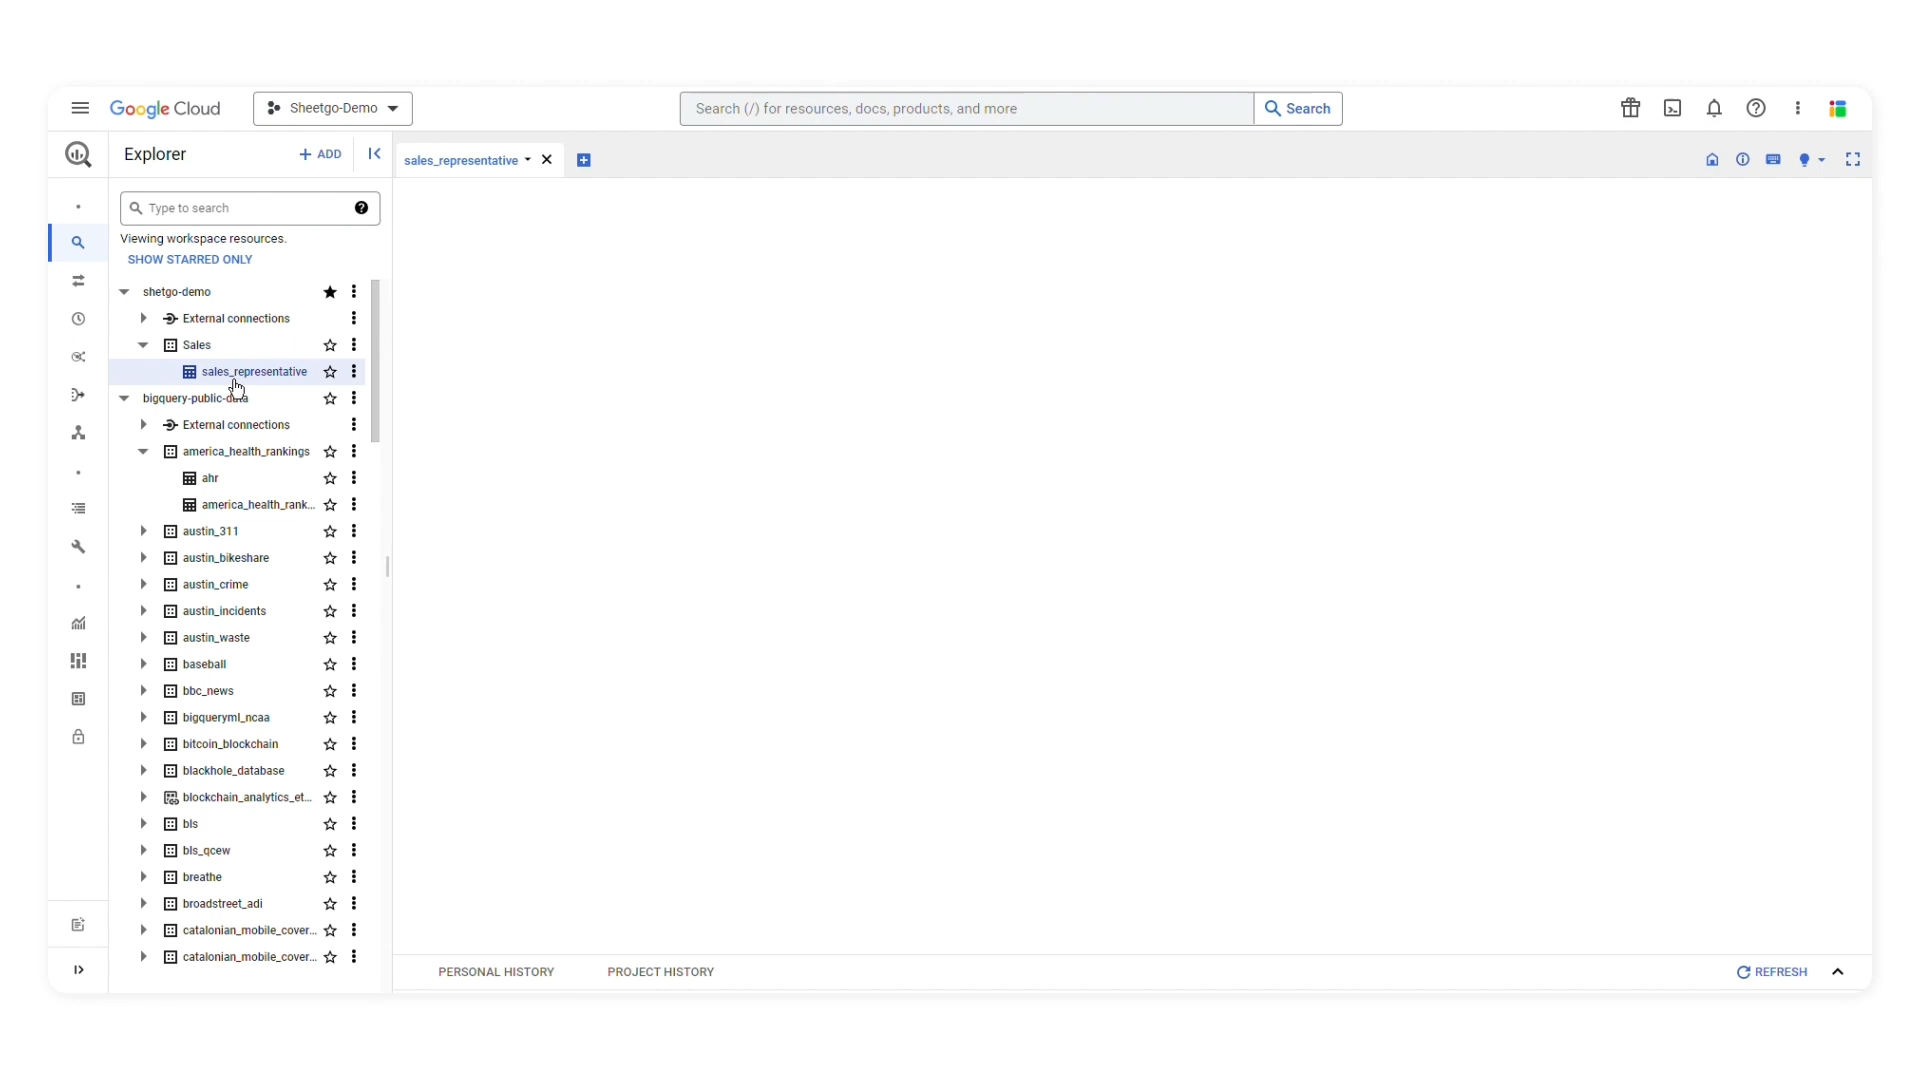 Google Cloud
Sheetgo-Demo
Search (/) for resources, docs, products, and more
Search
Explorer
+ ADD
sales_representative
Type to search
Viewing workspace resources.
SHOW STARRED ONLY
shetgo-demo
External connections
Sales
sales_representative
bigquery-public-data
External connections
america_health_rankings
ahr
america_health_rank...
austin_311
austin_bikeshare
austin_crime
austin_incidents
austin_waste
baseball
bbc_news
bigqueryml_ncaa
bitcoin_blockchain
blackhole_database
blockchain_analytics_et...
bls
bls_qcew
breathe
broadstreet_adi
catalonian_mobile_cover...
catalonian_mobile_cover...
PERSONAL HISTORY
PROJECT HISTORY
REFRESH